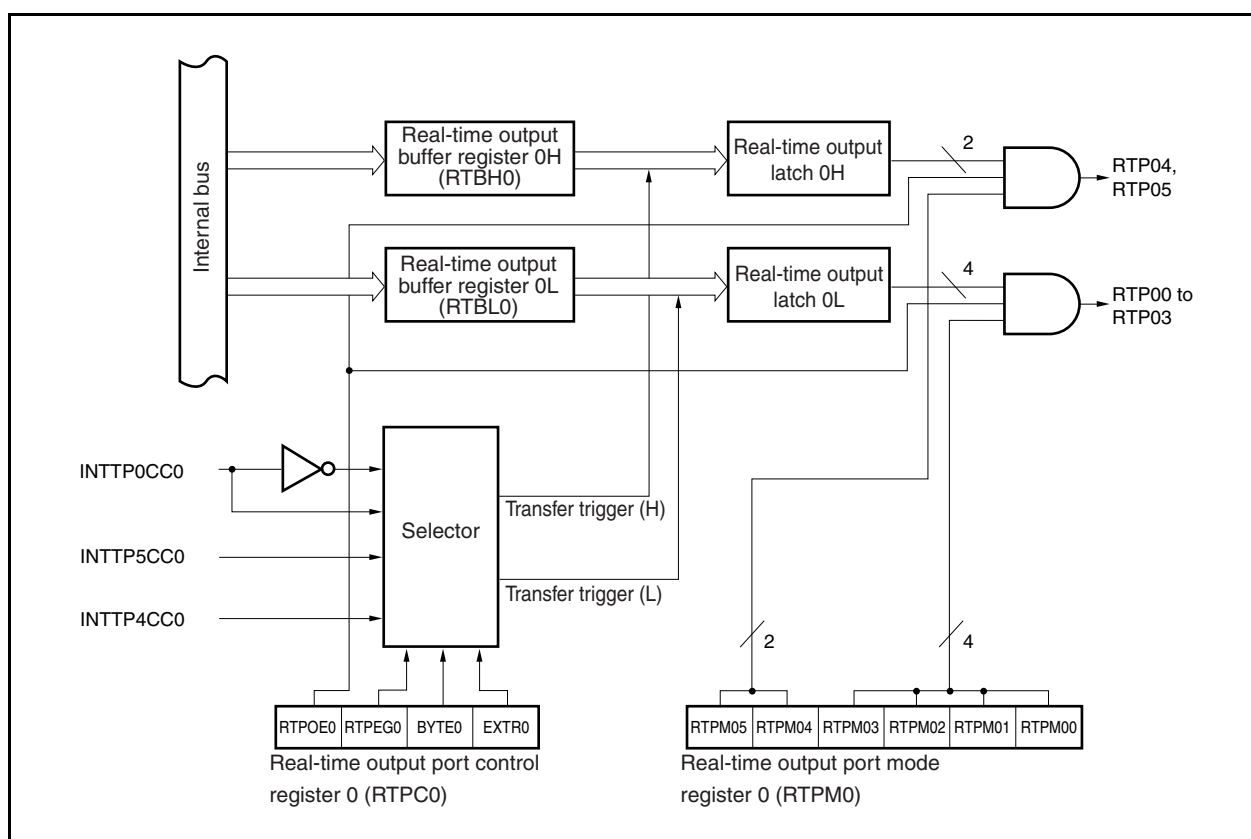 Internal bus
Real-time output
buffer register 0H
(RTBH0)
Real-time output
latch 0H
2
RTP04,
RTP05
Real-time output
buffer register 0L
(RTBL0)
Real-time output
latch 0L
4
RTP00 to
RTP03
INTTP0CC0
INTTP5CC0
INTTP4CC0
Selector
Transfer trigger (H)
Transfer trigger (L)
2
4
RTPOE0 RTPEG0 BYTE0 EXTR0
Real-time output port control
register 0 (RTPC0)
RTPM05 RTPM04 RTPM03 RTPM02 RTPM01 RTPM00
Real-time output port mode
register 0 (RTPM0)